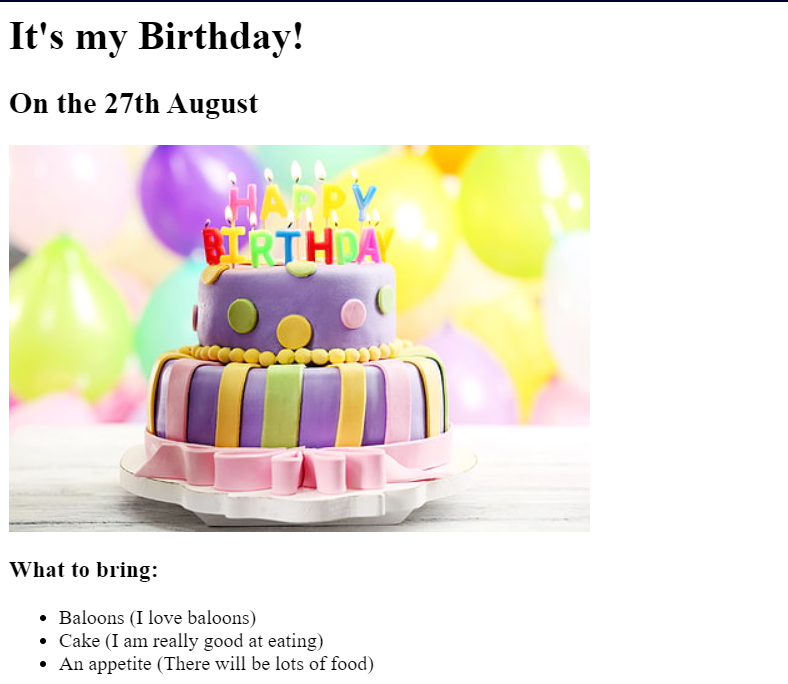 It's my Birthday!
On the 27th August
HAPPY
BIRTHDAY
What to bring:
Baloons (I love baloons)
Cake (I am really good at eating)
An appetite (There will be lots of food)